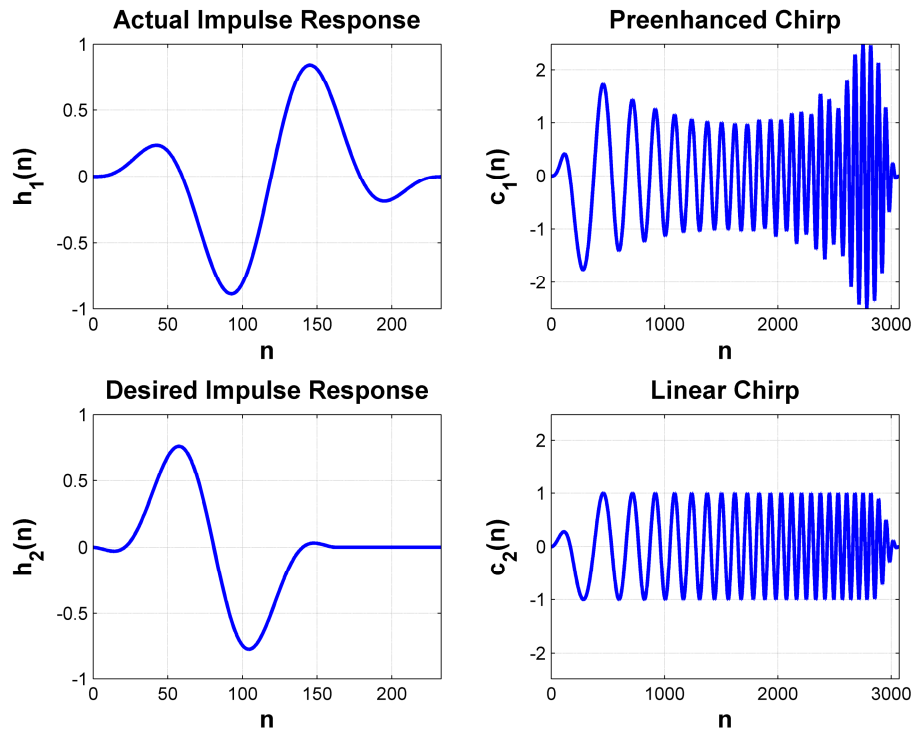 Actual Impulse Response
1
0.5
0
-0.5
-1
h1(n)
0 50 100 150 200
n
Preenhanced Chirp
2
1
0
-1
-2
c1(n)
0 1000 2000 3000
n
Desired Impulse Response
1
0.5
0
-0.5
-1
h2(n)
0 50 100 150 200
n
Linear Chirp
2
1
0
-1
-2
c2(n)
0 1000 2000 3000
n